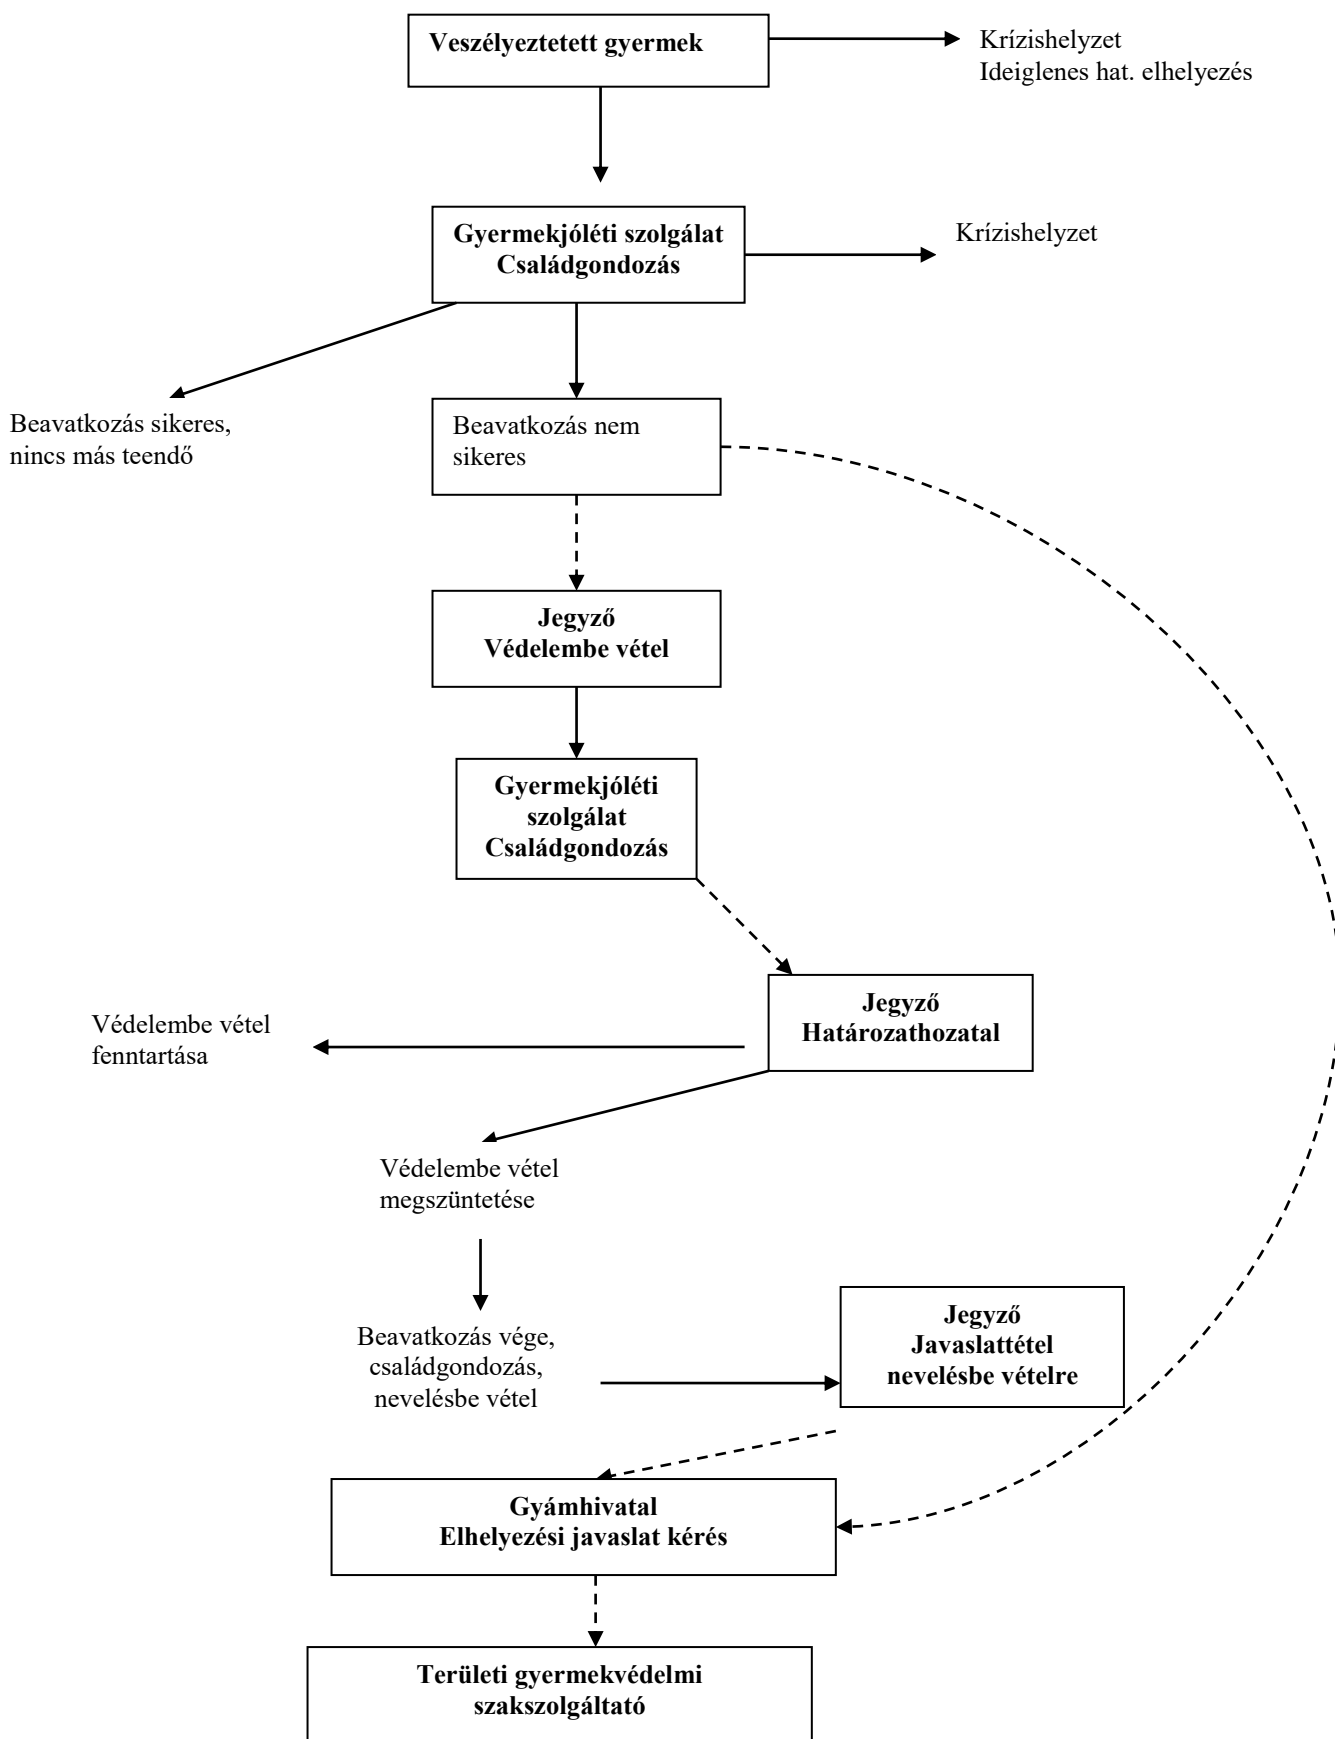 Veszélyeztetett gyermek
Krízishelyzet
Ideiglenes hat. elhelyezés
Gyermekjóléti szolgálat
Családgondozás
Krízishelyzet
Beavatkozás sikeres,
nincs más teendő
Beavatkozás nem
sikeres
Jegyző
Védelembe vétel
Gyermekjóléti
szolgálat
Családgondozás
Jegyző
Határozathozatal
Védelembe vétel
fenntartása
Védelembe vétel
megszüntetése
Beavatkozás vége,
családgondozás,
nevelésbe vétel
Jegyző
Javaslattétel
nevelésbe vételre
Gyámhivatal
Elhelyezési javaslat kérés
Területi gyermekvédelmi
szakszolgáltató